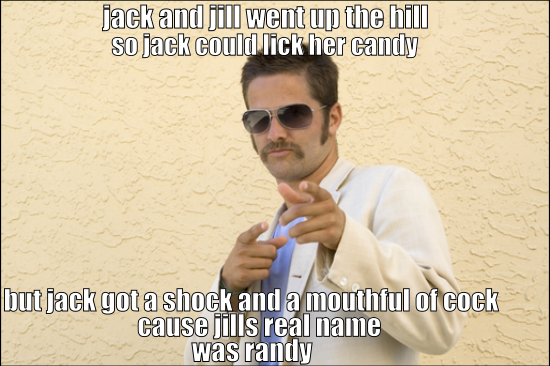 jack and jill went up the hill
so jack could lick her candy
but jack got a shock and a mouthful of cock
cause jills real name
was randy